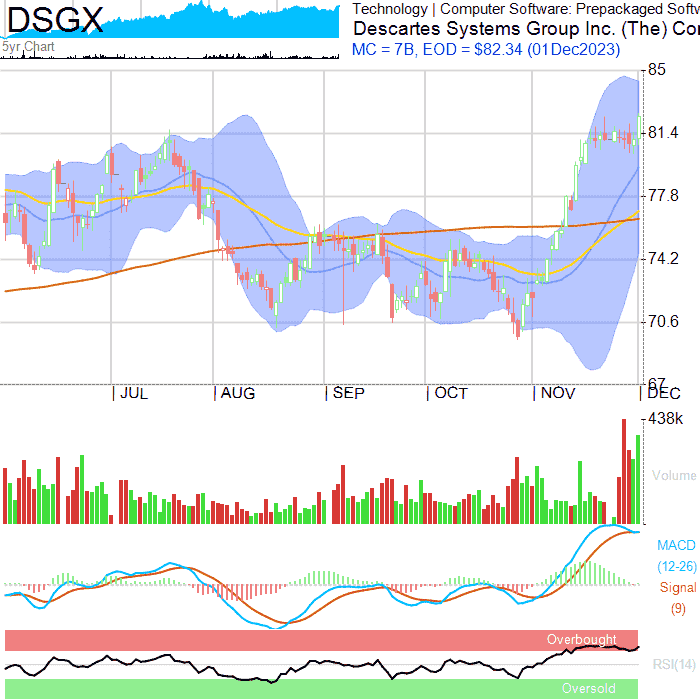 DSGX
5yr Chart
Technology | Computer Software: Prepackaged Softw
Descartes Systems Group Inc. (The) Cor
MC = 7B, EOD = $82.34 (01Dec2023)
85
81.4
77.8
74.2
70.6
67
JUL AUG SEP OCT NOV DEC
438k
Volume
MACD
(12-26)
Signal
(9)
Overbought
RSI(14)
Oversold